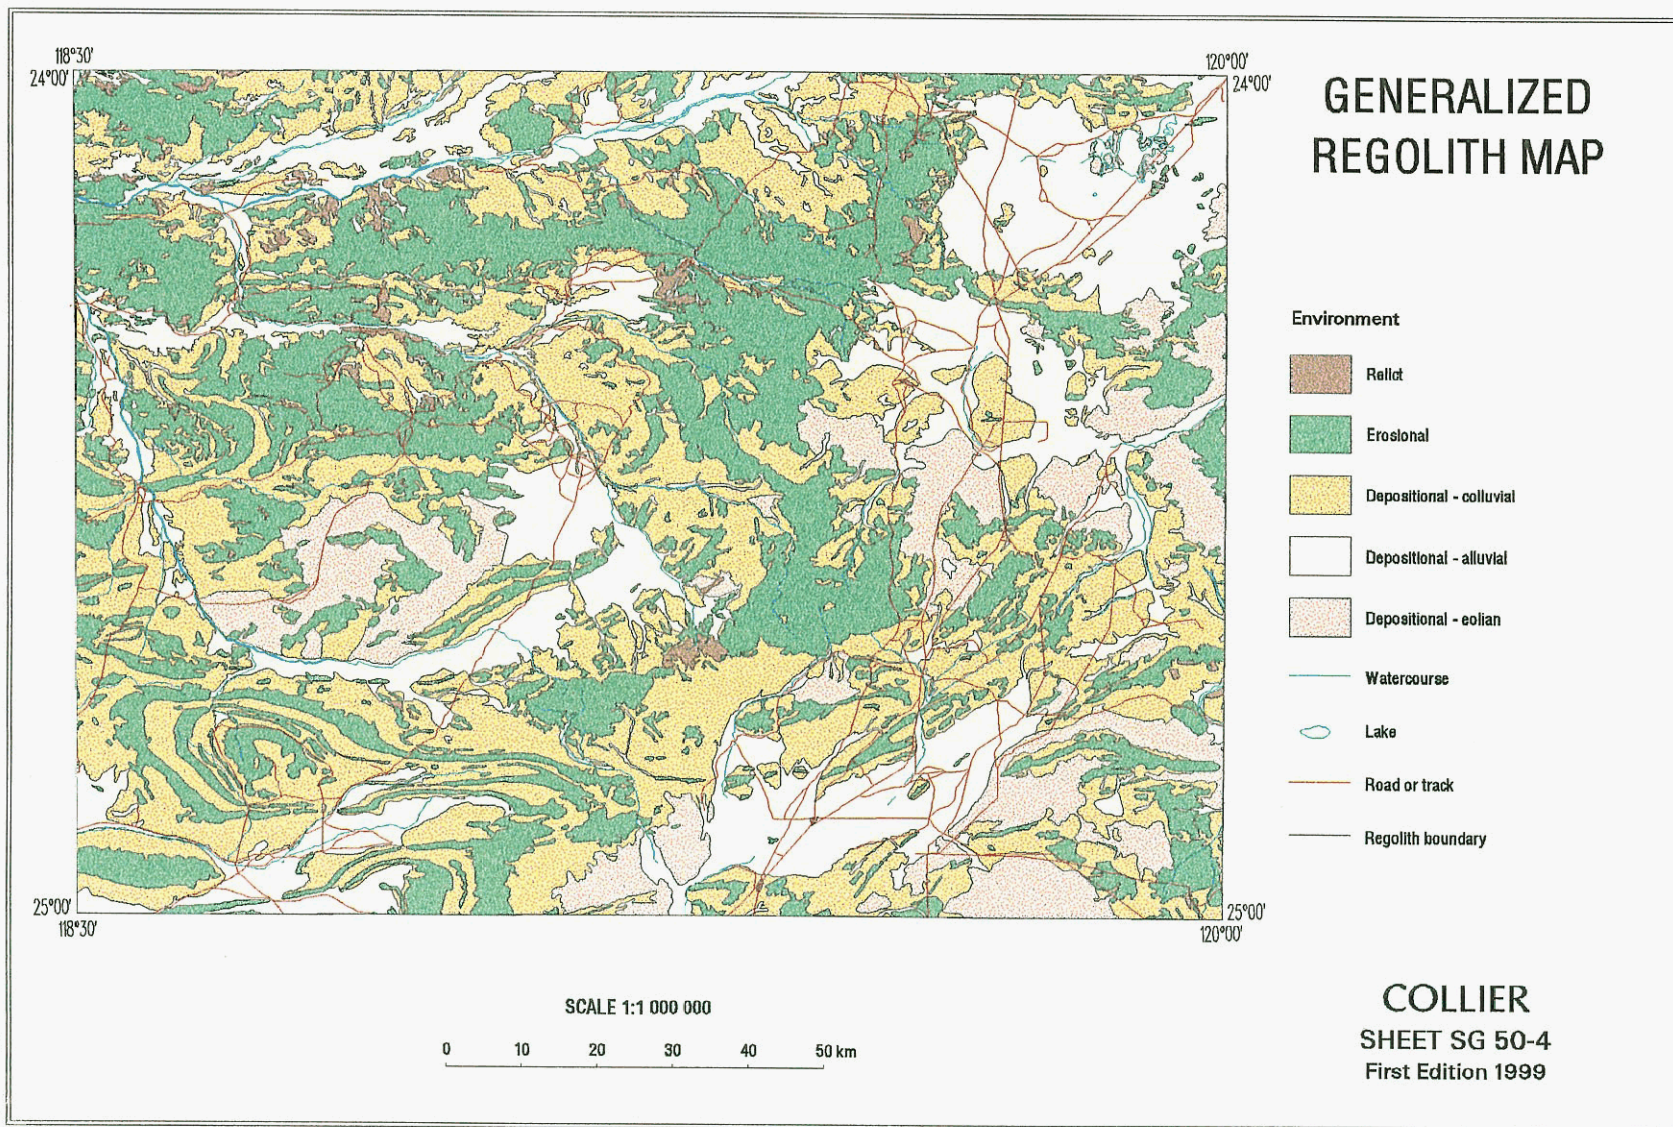 118°30'
120°00'
24°00'
24°00'
GENERALIZED
REGOLITH MAP
Environment
Relict
Erosional
Depositional - colluvial
Depositional - alluvial
Depositional - eolian
Watercourse
Lake
Road or track
Regolith boundary
25°00'
25°00'
118°30'
120°00'
SCALE 1:1 000 000
0 10 20 30 40 50 km
COLLIER
SHEET SG 50-4
First Edition 1999